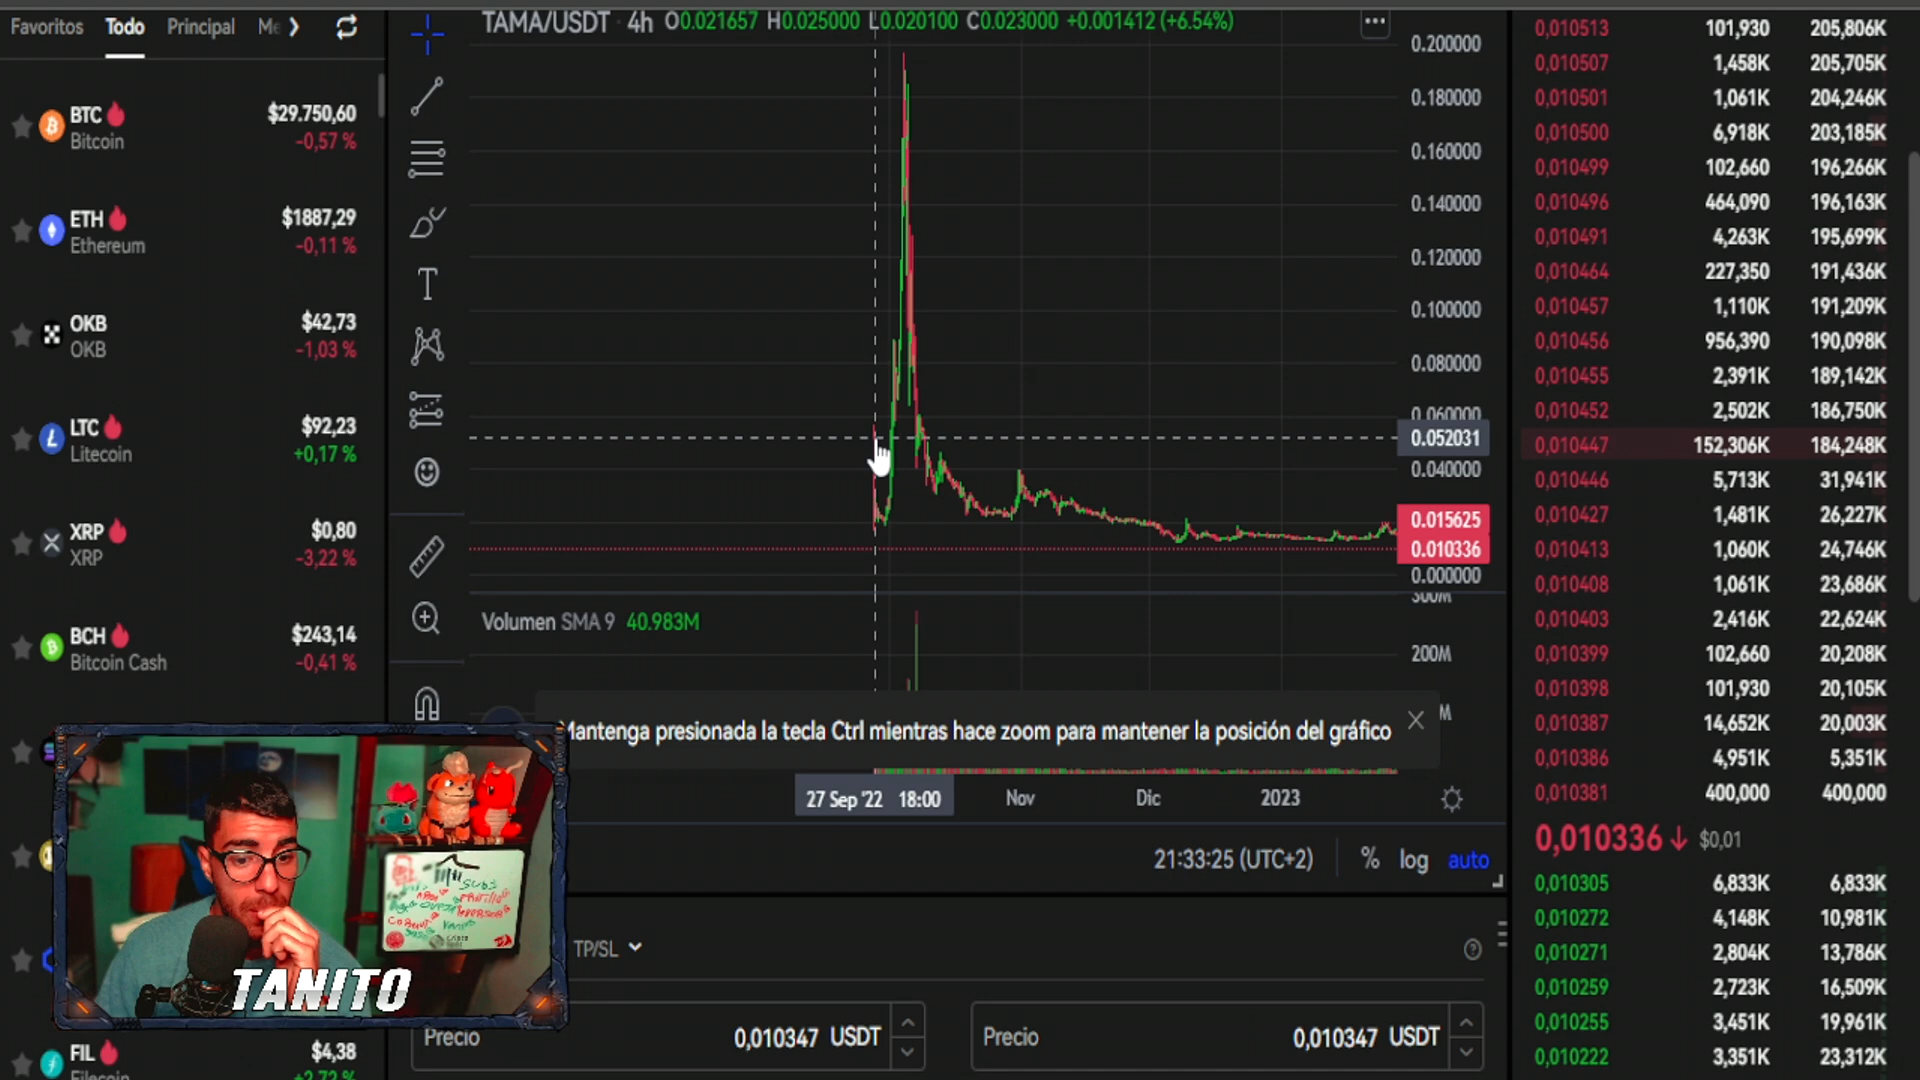 Favoritos Todo Principal Me
BTC $29.750,60
Bitcoin -0,57 %
ETH $1887,29
Ethereum -0,11 %
OKB $42,73
OKB -1,03 %
LTC $92,23
Litecoin +0,17 %
XRP $0,80
XRP -3,22 %
BCH $243,14
Bitcoin Cash -0,41 %
FIL $4,38
Filecoin +2,72 %
TAMA/USDT · 4h O0.021657 H0.025000 L0.020100 C0.023000 +0.001412 (+6.54%)
0.200000
0.180000
0.160000
0.140000
0.120000
0.100000
0.080000
0.060000
0.052031
0.040000
0.015625
0.010336
0.000000
300M
Volumen SMA 9 40.983M
200M
Mantenga presionada la tecla Ctrl mientras hace zoom para mantener la posición del gráfico
M
27 Sep '22 18:00 Nov Dic 2023
21:33:25 (UTC+2) % log auto
TP/SL
Precio 0,010347 USDT
Precio 0,010347 USDT
TANITO
SUBS
0,010513 101,930 205,806K
0,010507 1,458K 205,705K
0,010501 1,061K 204,246K
0,010500 6,918K 203,185K
0,010499 102,660 196,266K
0,010496 464,090 196,163K
0,010491 4,263K 195,699K
0,010464 227,350 191,436K
0,010457 1,110K 191,209K
0,010456 956,390 190,098K
0,010455 2,391K 189,142K
0,010452 2,502K 186,750K
0,010447 152,306K 184,248K
0,010446 5,713K 31,941K
0,010427 1,481K 26,227K
0,010413 1,060K 24,746K
0,010408 1,061K 23,686K
0,010403 2,416K 22,624K
0,010399 102,660 20,208K
0,010398 101,930 20,105K
0,010387 14,652K 20,003K
0,010386 4,951K 5,351K
0,010381 400,000 400,000
0,010336↓ $0,01
0,010305 6,833K 6,833K
0,010272 4,148K 10,981K
0,010271 2,804K 13,786K
0,010259 2,723K 16,509K
0,010255 3,451K 19,961K
0,010222 3,351K 23,312K